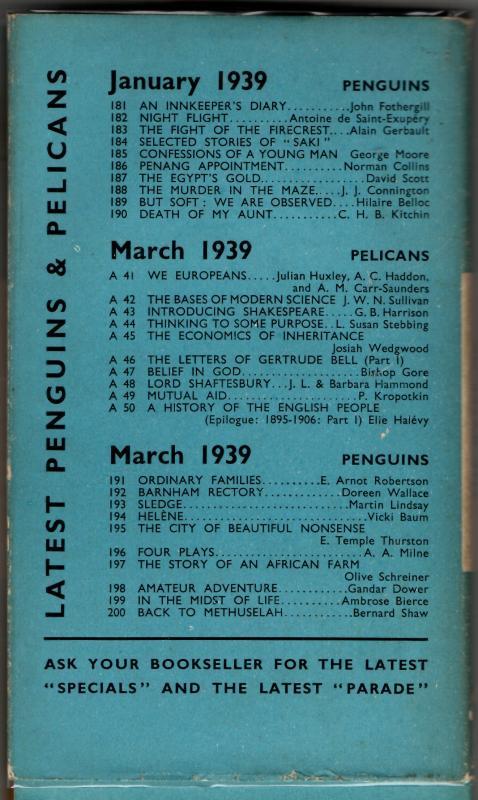 LATEST PENGUINS & PELICANS
January 1939 PENGUINS
181 AN INNKEEPER'S DIARY..........John Fothergill
182 NIGHT FLIGHT..........Antoine de Saint-Exupéry
183 THE FIGHT OF THE FIRECREST....Alain Gerbault
184 SELECTED STORIES OF "SAKI"
185 CONFESSIONS OF A YOUNG MAN George Moore
186 PENANG APPOINTMENT..........Norman Collins
187 THE EGYPT'S GOLD..................David Scott
188 THE MURDER IN THE MAZE....J. J. Connington
189 BUT SOFT: WE ARE OBSERVED....Hilaire Belloc
190 DEATH OF MY AUNT...........C. H. B. Kitchin
March 1939 PELICANS
A 41 WE EUROPEANS.....Julian Huxley, A. C. Haddon,
and A. M. Carr-Saunders
A 42 THE BASES OF MODERN SCIENCE J. W. N. Sullivan
A 43 INTRODUCING SHAKESPEARE.....G. B. Harrison
A 44 THINKING TO SOME PURPOSE..L. Susan Stebbing
A 45 THE ECONOMICS OF INHERITANCE
Josiah Wedgwood
A 46 THE LETTERS OF GERTRUDE BELL (Part I)
A 47 BELIEF IN GOD....................Bishop Gore
A 48 LORD SHAFTESBURY...J. L. & Barbara Hammond
A 49 MUTUAL AID......................P. Kropotkin
A 50 A HISTORY OF THE ENGLISH PEOPLE
(Epilogue: 1895-1906: Part I) Elie Halévy
March 1939 PENGUINS
191 ORDINARY FAMILIES..........E. Arnot Robertson
192 BARNHAM RECTORY.............Doreen Wallace
193 SLEDGE............................Martin Lindsay
194 HELÈNE.............................Vicki Baum
195 THE CITY OF BEAUTIFUL NONSENSE
E. Temple Thurston
196 FOUR PLAYS........................A. A. Milne
197 THE STORY OF AN AFRICAN FARM
Olive Schreiner
198 AMATEUR ADVENTURE............Gandar Dower
199 IN THE MIDST OF LIFE...........Ambrose Bierce
200 BACK TO METHUSELAH............Bernard Shaw
ASK YOUR BOOKSELLER FOR THE LATEST
"SPECIALS" AND THE LATEST "PARADE"